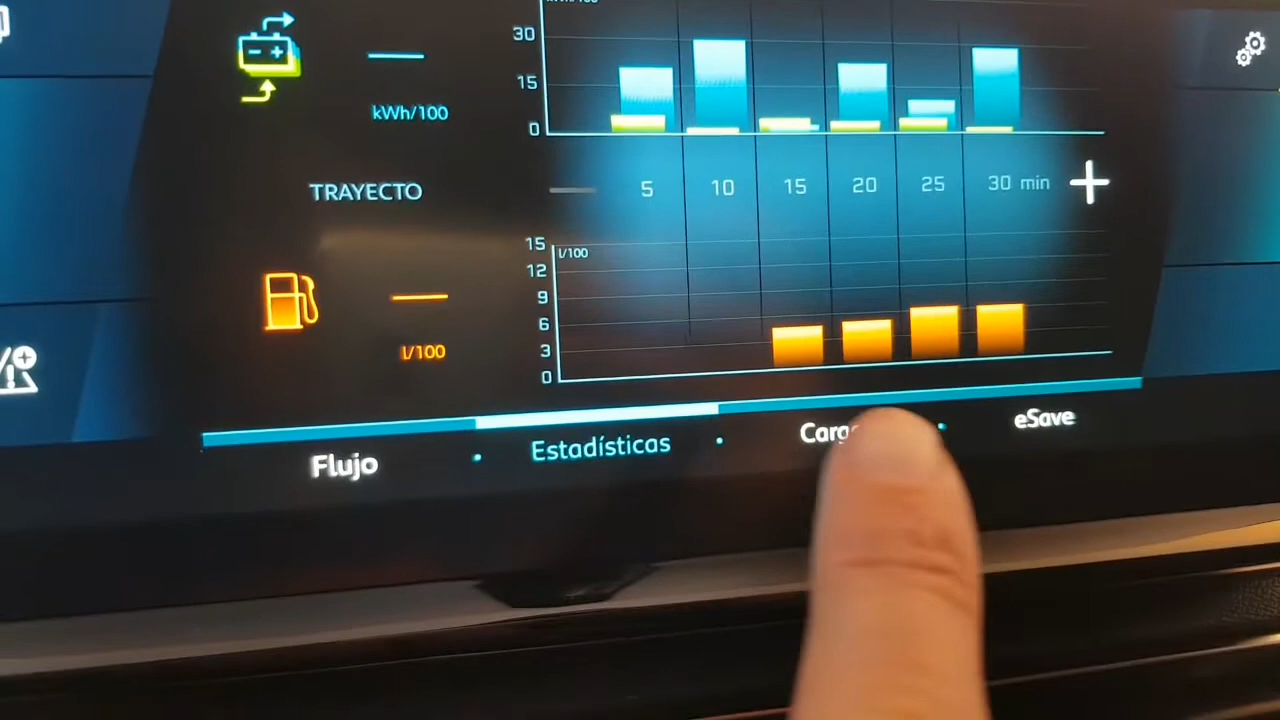 30
15
0
kWh/100
TRAYECTO
5 10 15 20 25 30 min
15
12
9
6
3
0
l/100
l/100
Flujo • Estadísticas • • eSave